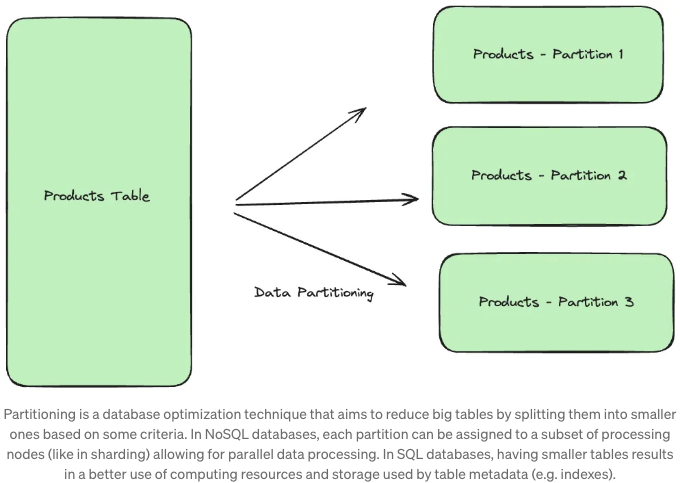 Products Table
Products - Partition 1
Products - Partition 2
Products - Partition 3
Data Partitioning
Partitioning is a database optimization technique that aims to reduce big tables by splitting them into smaller
ones based on some criteria. In NoSQL databases, each partition can be assigned to a subset of processing
nodes (like in sharding) allowing for parallel data processing. In SQL databases, having smaller tables results
in a better use of computing resources and storage used by table metadata (e.g. indexes).